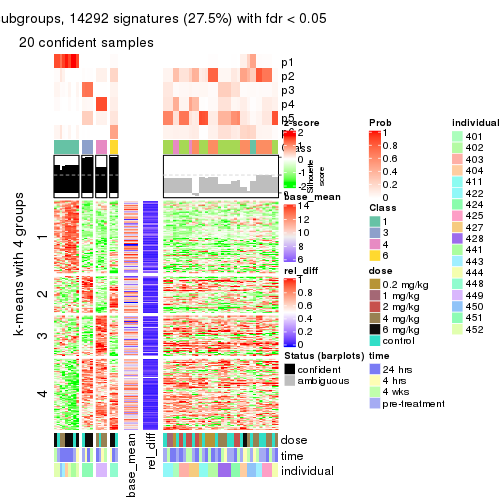 ubgroups, 14292 signatures (27.5%) with fdr < 0.05
20 confident samples
p1
p2
p3
p4
p5
z-score
2
1
0
-1
-2
Silhouette
score
base_mean
14
12
10
8
6
rel_diff
1
0.8
0.6
0.4
0.2
0
Status (barplots)
confident
ambiguous
Prob
1
0.8
0.6
0.4
0.2
0
Class
1
3
4
6
dose
0.2 mg/kg
1 mg/kg
2 mg/kg
4 mg/kg
6 mg/kg
control
time
24 hrs
4 hrs
4 wks
pre-treatment
individual
401
402
403
404
411
422
424
425
427
428
441
443
444
448
449
450
451
452
k-means with 4 groups
1
2
3
4
dose
time
individual
base_mean
rel_diff